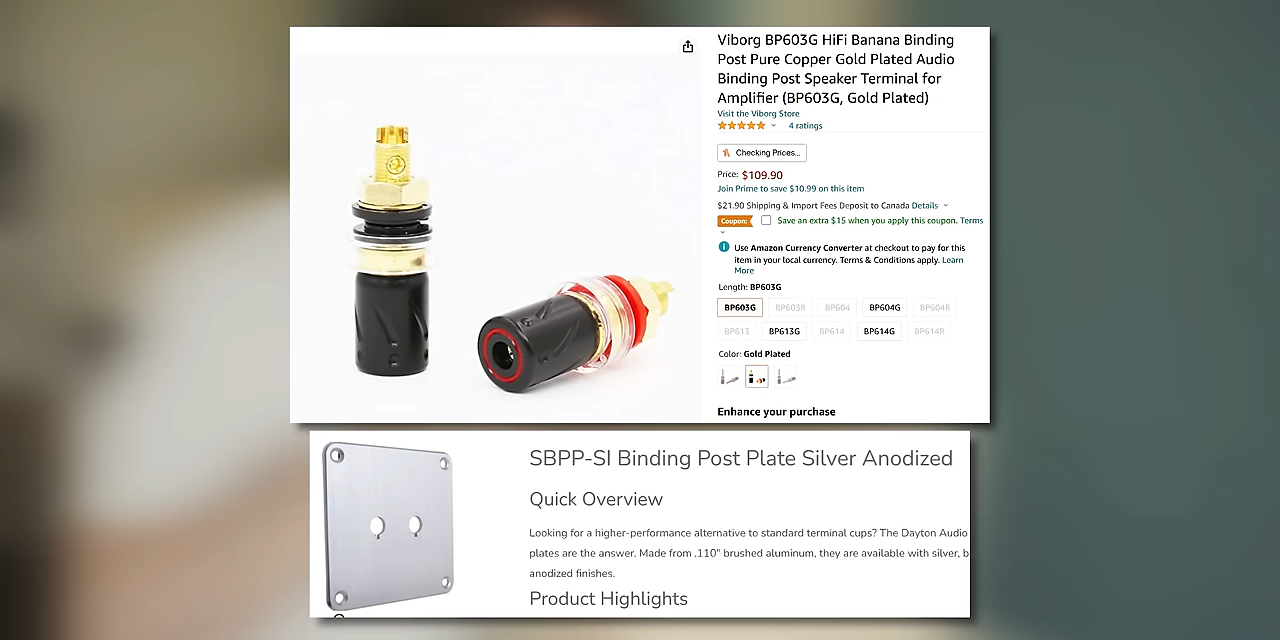 Viborg BP603G HiFi Banana Binding
Post Pure Copper Gold Plated Audio
Binding Post Speaker Terminal for
Amplifier (BP603G, Gold Plated)
Visit the Viborg Store
4 ratings
Checking Prices...
Price: $109.90
Join Prime to save $10.99 on this item
$21.90 Shipping & Import Fees Deposit to Canada Details
Coupon: Save an extra $15 when you apply this coupon. Terms
Use Amazon Currency Converter at checkout to pay for this
item in your local currency. Terms & Conditions apply. Learn
More
Length: BP603G
BP603G BP603R BP604 BP604G BP604R
BP613 BP613G BP614 BP614G BP614R
Color: Gold Plated
Enhance your purchase
SBPP-SI Binding Post Plate Silver Anodized
Quick Overview
Looking for a higher-performance alternative to standard terminal cups? The Dayton Audio
plates are the answer. Made from .110" brushed aluminum, they are available with silver, b
anodized finishes.
Product Highlights